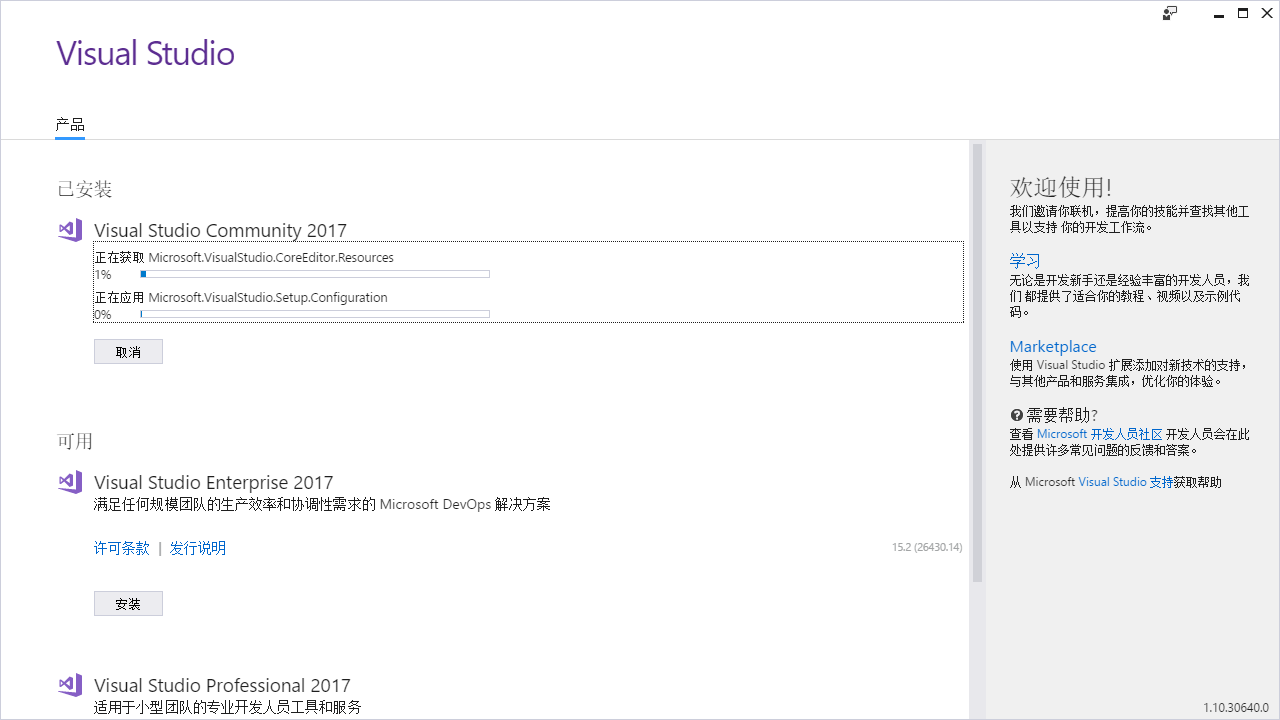 Visual Studio
产品
已安装
Visual Studio Community 2017
正在获取 Microsoft.VisualStudio.CoreEditor.Resources
1%
正在应用 Microsoft.VisualStudio.Setup.Configuration
0%
取消
可用
Visual Studio Enterprise 2017
满足任何规模团队的生产效率和协调性需求的 Microsoft DevOps 解决方案
许可条款 | 发行说明
15.2 (26430.14)
安装
Visual Studio Professional 2017
适用于小型团队的专业开发人员工具和服务
欢迎使用!
我们邀请你联机，提高你的技能并查找其他工
具以支持 你的开发工作流。
学习
无论是开发新手还是经验丰富的开发人员，我
们 都提供了适合你的教程、视频以及示例代
码。
Marketplace
使用 Visual Studio 扩展添加对新技术的支持，
与其他产品和服务集成，优化你的体验。
需要帮助?
查看 Microsoft 开发人员社区 开发人员会在此
处提供许多常见问题的反馈和答案。
从 Microsoft Visual Studio 支持获取帮助
1.10.30640.0